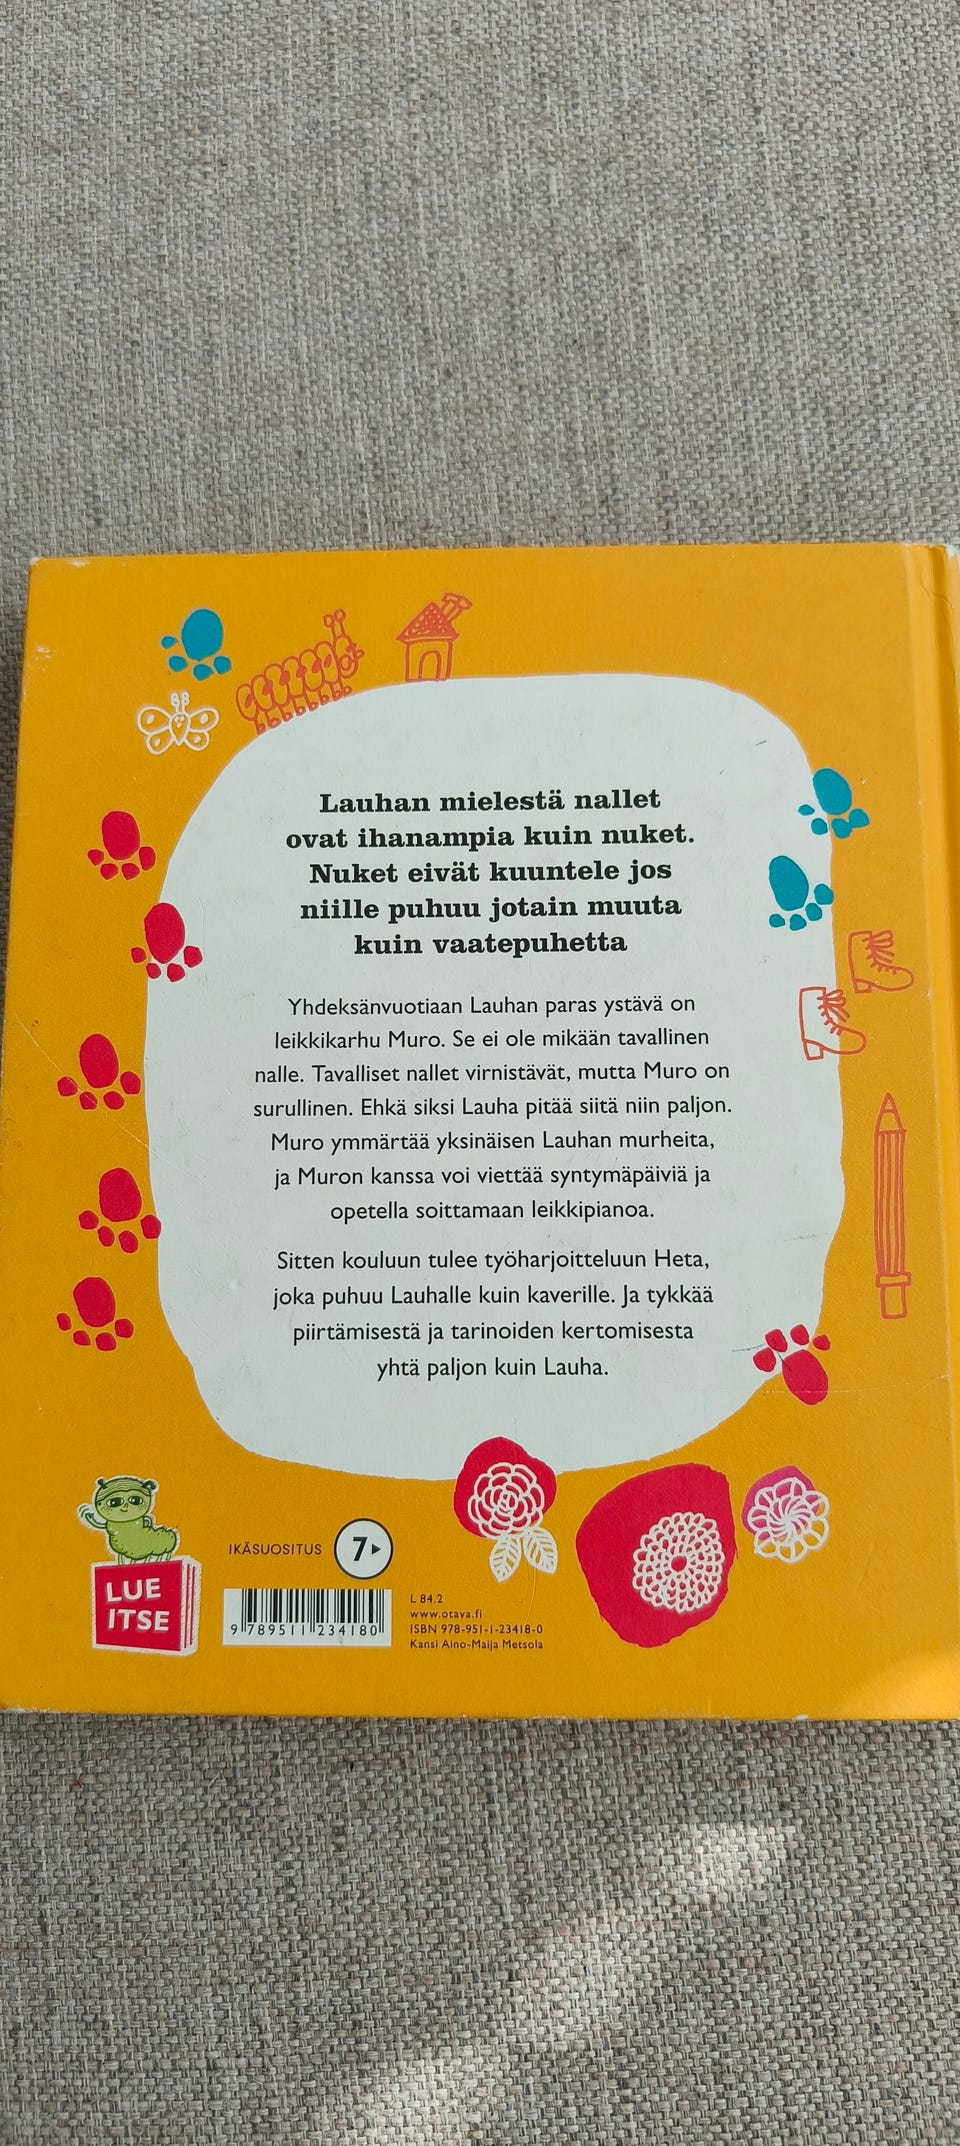 Lauhan mielestä nallet
ovat ihanampia kuin nuket.
Nuket eivät kuuntele jos
niille puhuu jotain muuta
kuin vaatepuhetta
Yhdeksänvuotiaan Lauhan paras ystävä on
leikkikarhu Muro. Se ei ole mikään tavallinen
nalle. Tavalliset nallet virnistävät, mutta Muro on
surullinen. Ehkä siksi Lauha pitää siitä niin paljon.
Muro ymmärtää yksinäisen Lauhan murheita,
ja Muron kanssa voi viettää syntymäpäiviä ja
opetella soittamaan leikkipianoa.
Sitten kouluun tulee työharjoitteluun Heta,
joka puhuu Lauhalle kuin kaverille. Ja tykkää
piirtämisestä ja tarinoiden kertomisesta
yhtä paljon kuin Lauha.
LUE
ITSE
IKÄSUOSITUS 7
9 789511 234180
L 84.2
www.otava.fi
ISBN 978-951-1-23418-0
Kansi Aino-Maija Metsola